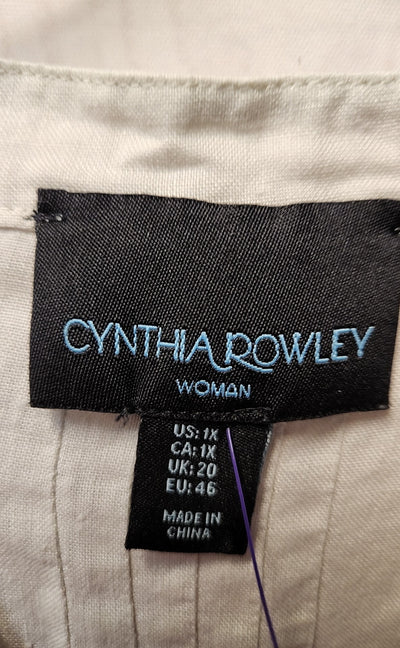 CYNTHIA ROWLEY
WOMAN
US: 1X
CA: 1X
UK: 20
EU: 46
MADE IN
CHINA